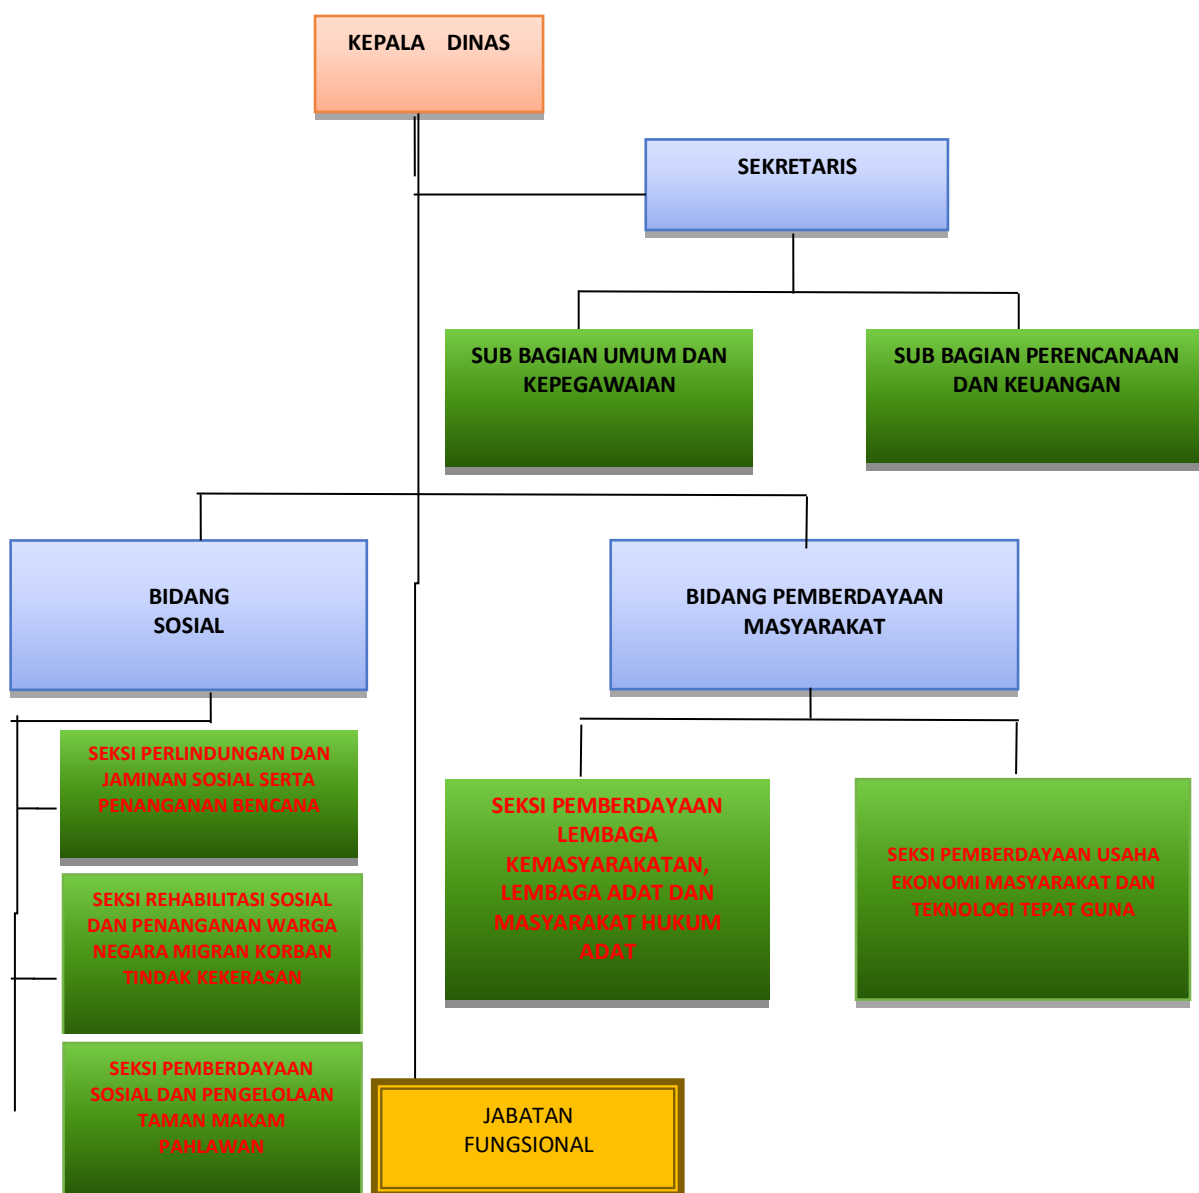 KEPALA DINAS
SEKRETARIS
SUB BAGIAN UMUM DAN
KEPEGAWAIAN
SUB BAGIAN PERENCANAAN
DAN KEUANGAN
BIDANG
SOSIAL
BIDANG PEMBERDAYAAN
MASYARAKAT
SEKSI PERLINDUNGAN DAN
JAMINAN SOSIAL SERTA
PENANGANAN BENCANA
SEKSI REHABILITASI SOSIAL
DAN PENANGANAN WARGA
NEGARA MIGRAN KORBAN
TINDAK KEKERASAN
SEKSI PEMBERDAYAAN
SOSIAL DAN PENGELOLAAN
TAMAN MAKAM
PAHLAWAN
SEKSI PEMBERDAYAAN
LEMBAGA
KEMASYARAKATAN,
LEMBAGA ADAT DAN
MASYARAKAT HUKUM
ADAT
SEKSI PEMBERDAYAAN USAHA
EKONOMI MASYARAKAT DAN
TEKNOLOGI TEPAT GUNA
JABATAN
FUNGSIONAL